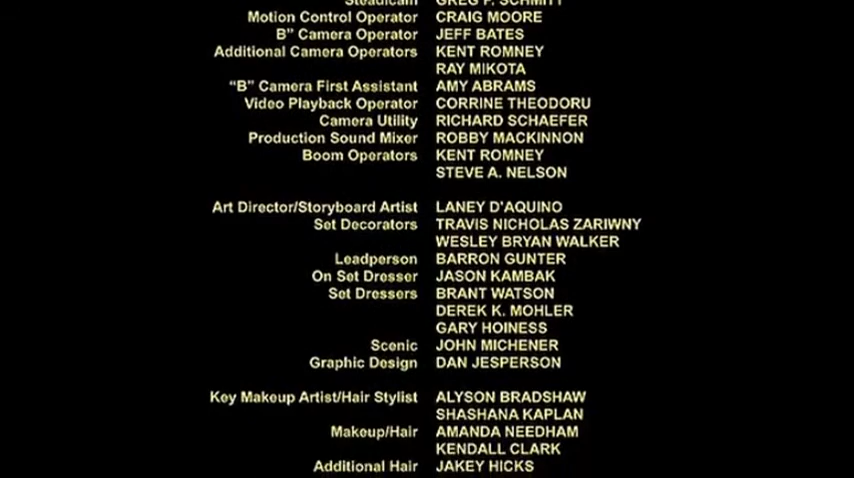 Steadicam GREG P. SCHMITT
Motion Control Operator CRAIG MOORE
B” Camera Operator JEFF BATES
Additional Camera Operators KENT ROMNEY
RAY MIKOTA
“B” Camera First Assistant AMY ABRAMS
Video Playback Operator CORRINE THEODORU
Camera Utility RICHARD SCHAEFER
Production Sound Mixer ROBBY MACKINNON
Boom Operators KENT ROMNEY
STEVE A. NELSON
Art Director/Storyboard Artist LANEY D'AQUINO
Set Decorators TRAVIS NICHOLAS ZARIWNY
WESLEY BRYAN WALKER
Leadperson BARRON GUNTER
On Set Dresser JASON KAMBAK
Set Dressers BRANT WATSON
DEREK K. MOHLER
GARY HOINESS
Scenic JOHN MICHENER
Graphic Design DAN JESPERSON
Key Makeup Artist/Hair Stylist ALYSON BRADSHAW
SHASHANA KAPLAN
Makeup/Hair AMANDA NEEDHAM
KENDALL CLARK
Additional Hair JAKEY HICKS